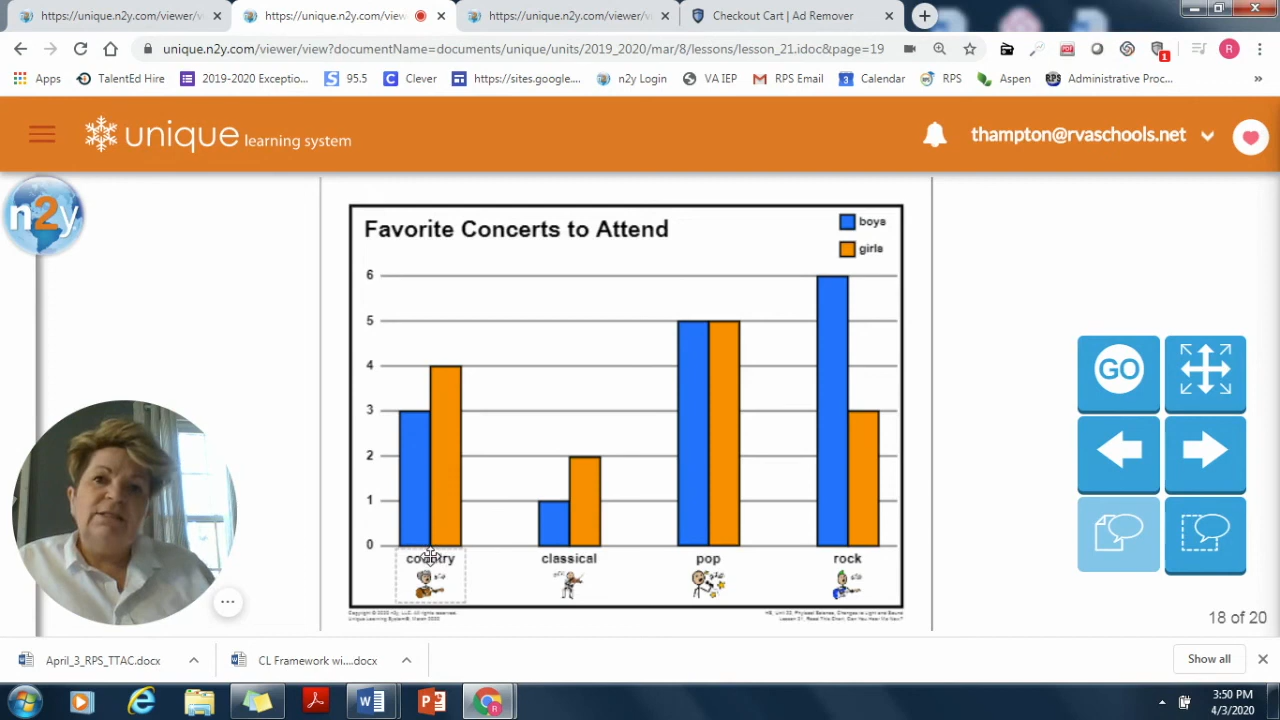 https://unique.n2y.com/viewer/v
https://unique.n2y.com/view
https://unique.n2y.com/viewer/v
Checkout Cart | Ad Remover
unique.n2y.com/viewer/view?documentName=documents/unique/units/2019_2020/mar/8/lessons/lesson_21.idoc&page=19
R
Apps
TalentEd Hire
2019-2020 Exceptio...
95.5
Clever
https://sites.google....
n2y Login
VAIEP
RPS Email
Calendar
RPS
Aspen
Administrative Proc...
»
unique learning system
thampton@rvaschools.net
n2y
Favorite Concerts to Attend
boys
girls
6
5
4
3
2
1
0
country
classical
pop
rock
GO
18 of 20
April_3_RPS_TTAC.docx
CL Framework wi....docx
Show all
3:50 PM
4/3/2020